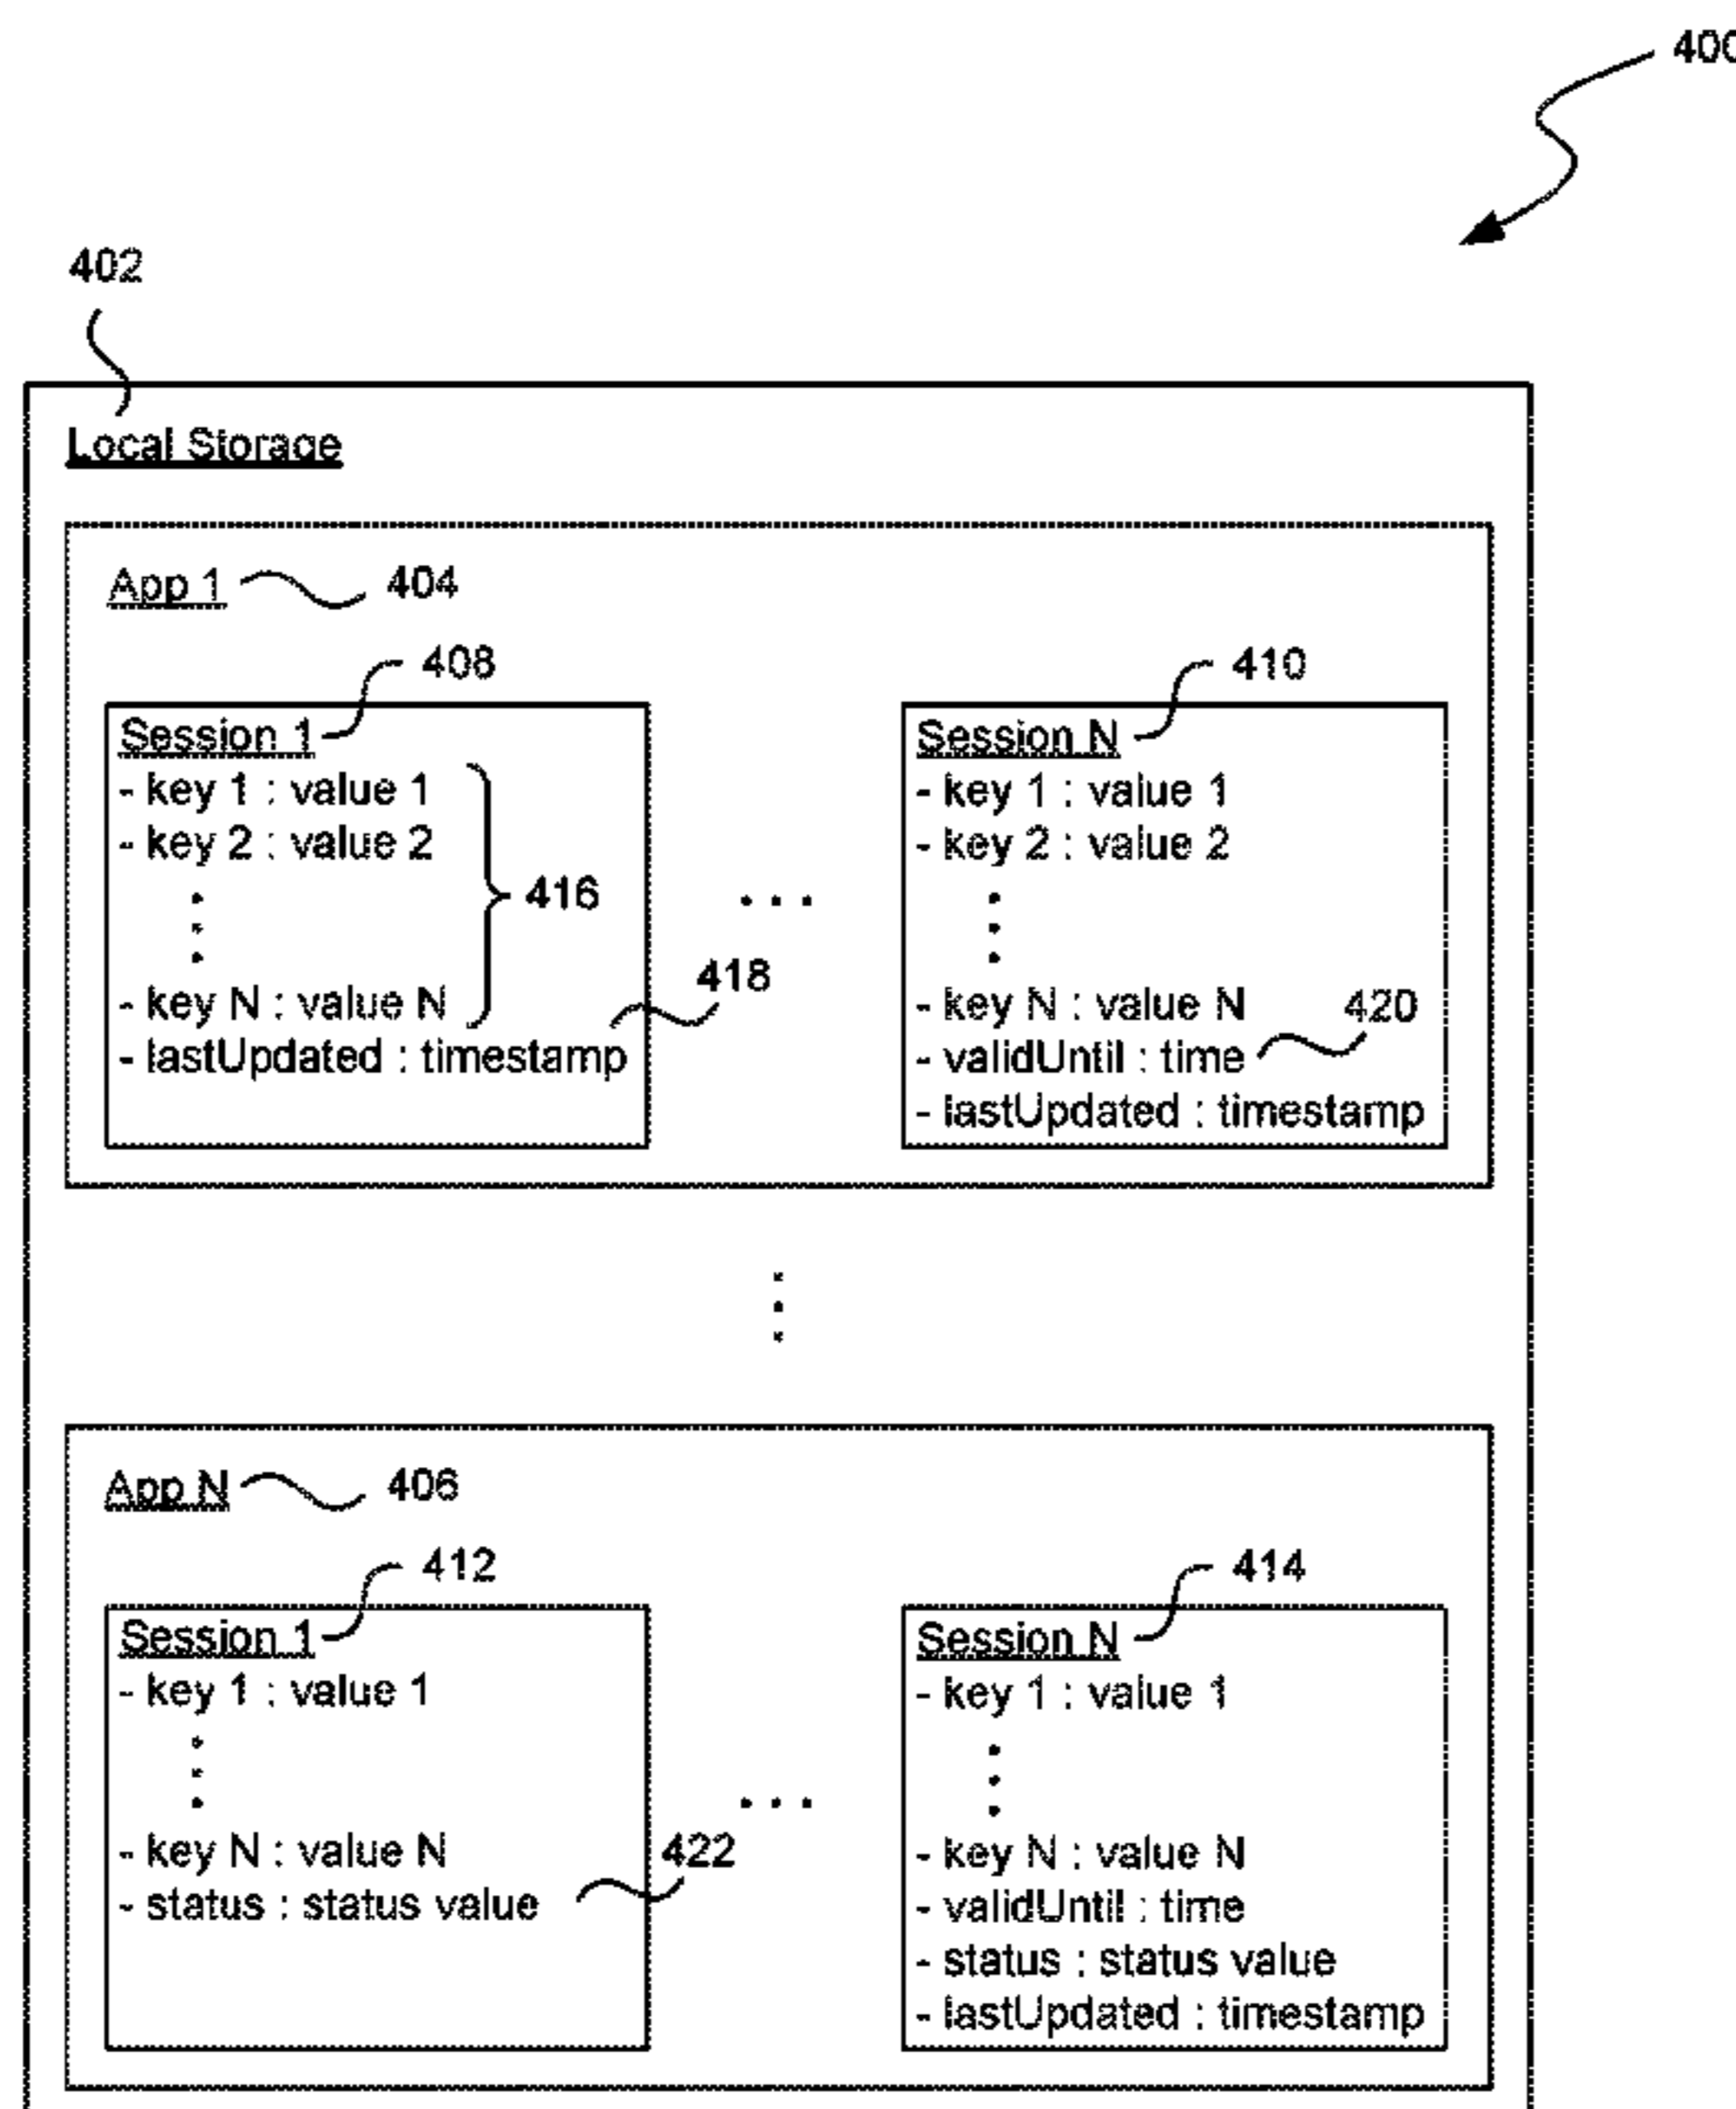 400
402
Local Storage
App 1 404
408
Session 1
- key 1 : value 1
- key 2 : value 2
416
- key N : value N
418
- lastUpdated : timestamp
. . .
410
Session N
- key 1 : value 1
- key 2 : value 2
- key N : value N
420
- validUntil : time
- lastUpdated : timestamp
App N 406
412
Session 1
- key 1 : value 1
- key N : value N
422
- status : status value
. . .
414
Session N
- key 1 : value 1
- key N : value N
- validUntil : time
- status : status value
- lastUpdated : timestamp